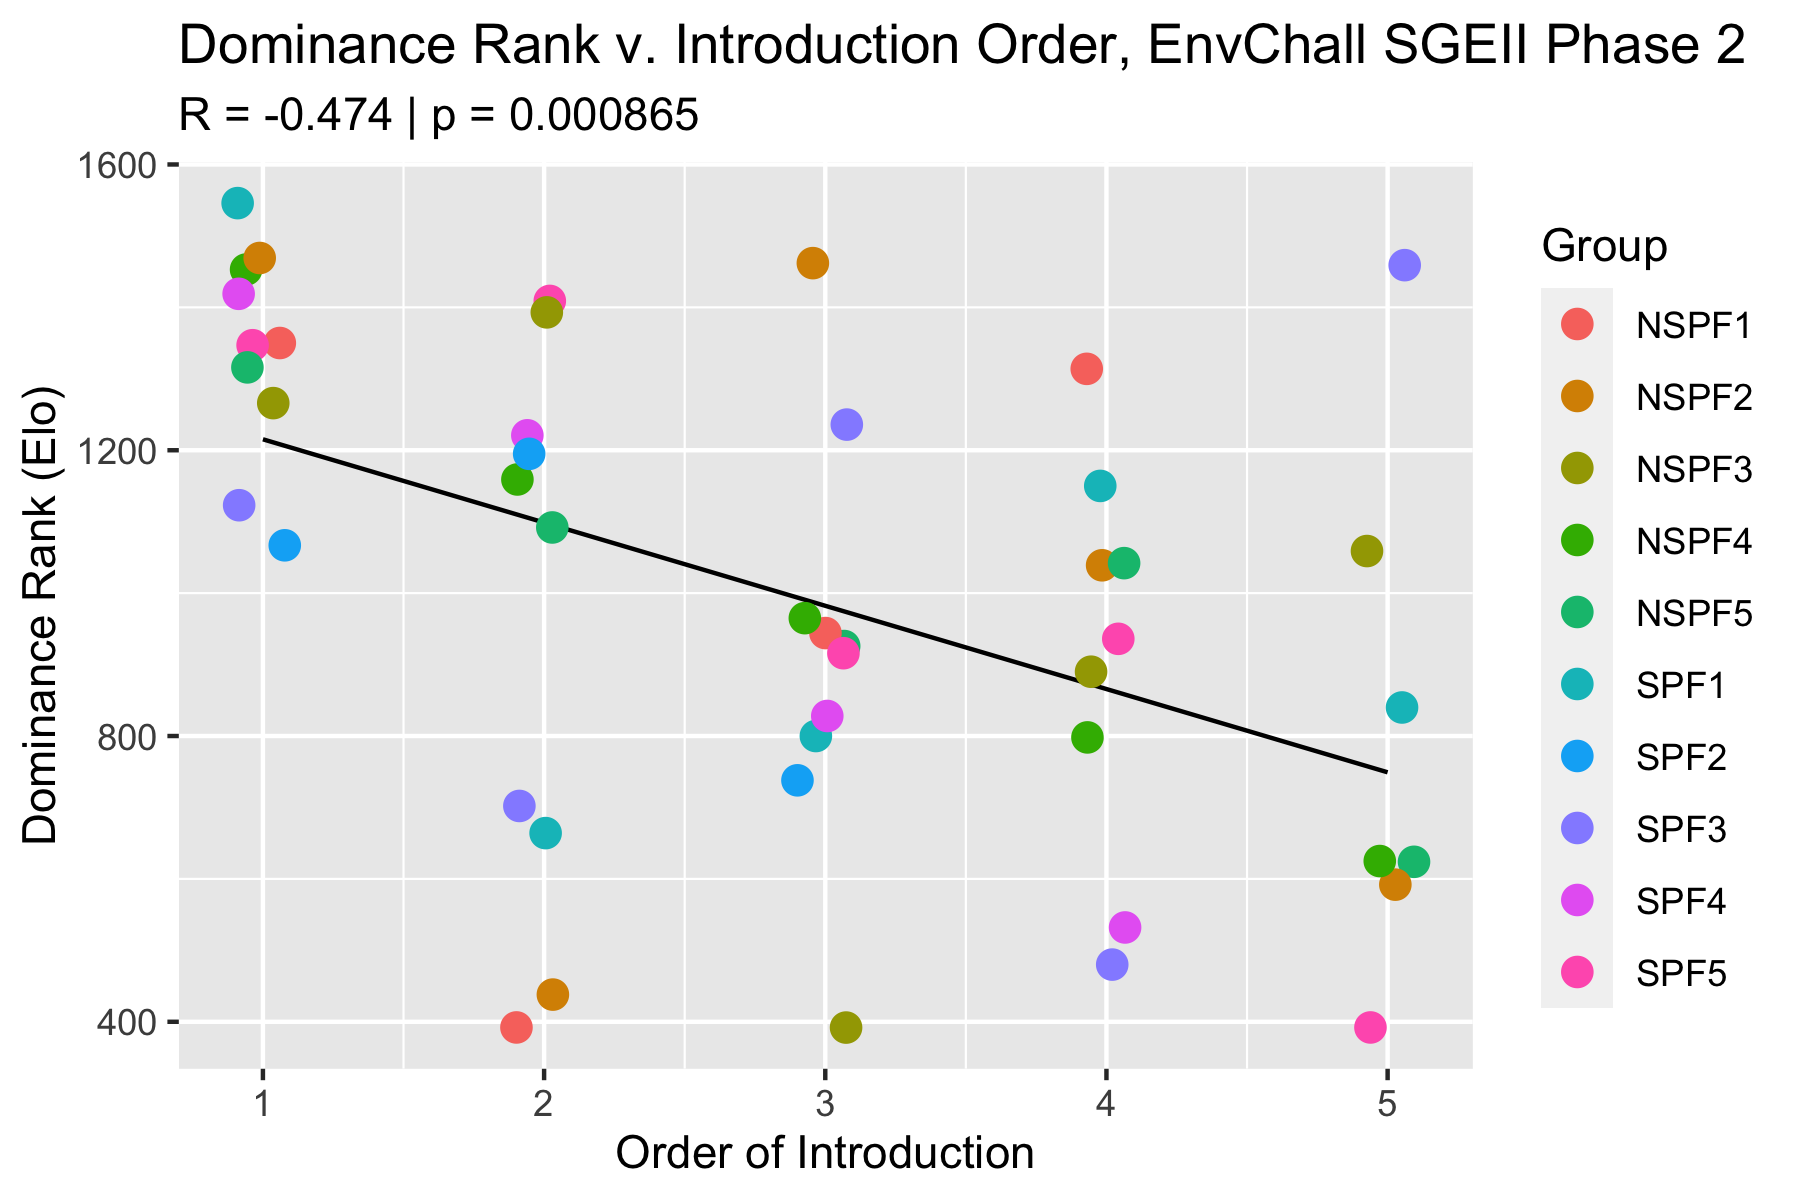 Dominance Rank v. Introduction Order, EnvChall SGEII Phase 2
R = -0.474 | p = 0.000865
Dominance Rank (Elo)
1600
1200
800
400
1
2
3
4
5
Order of Introduction
Group
NSPF1
NSPF2
NSPF3
NSPF4
NSPF5
SPF1
SPF2
SPF3
SPF4
SPF5